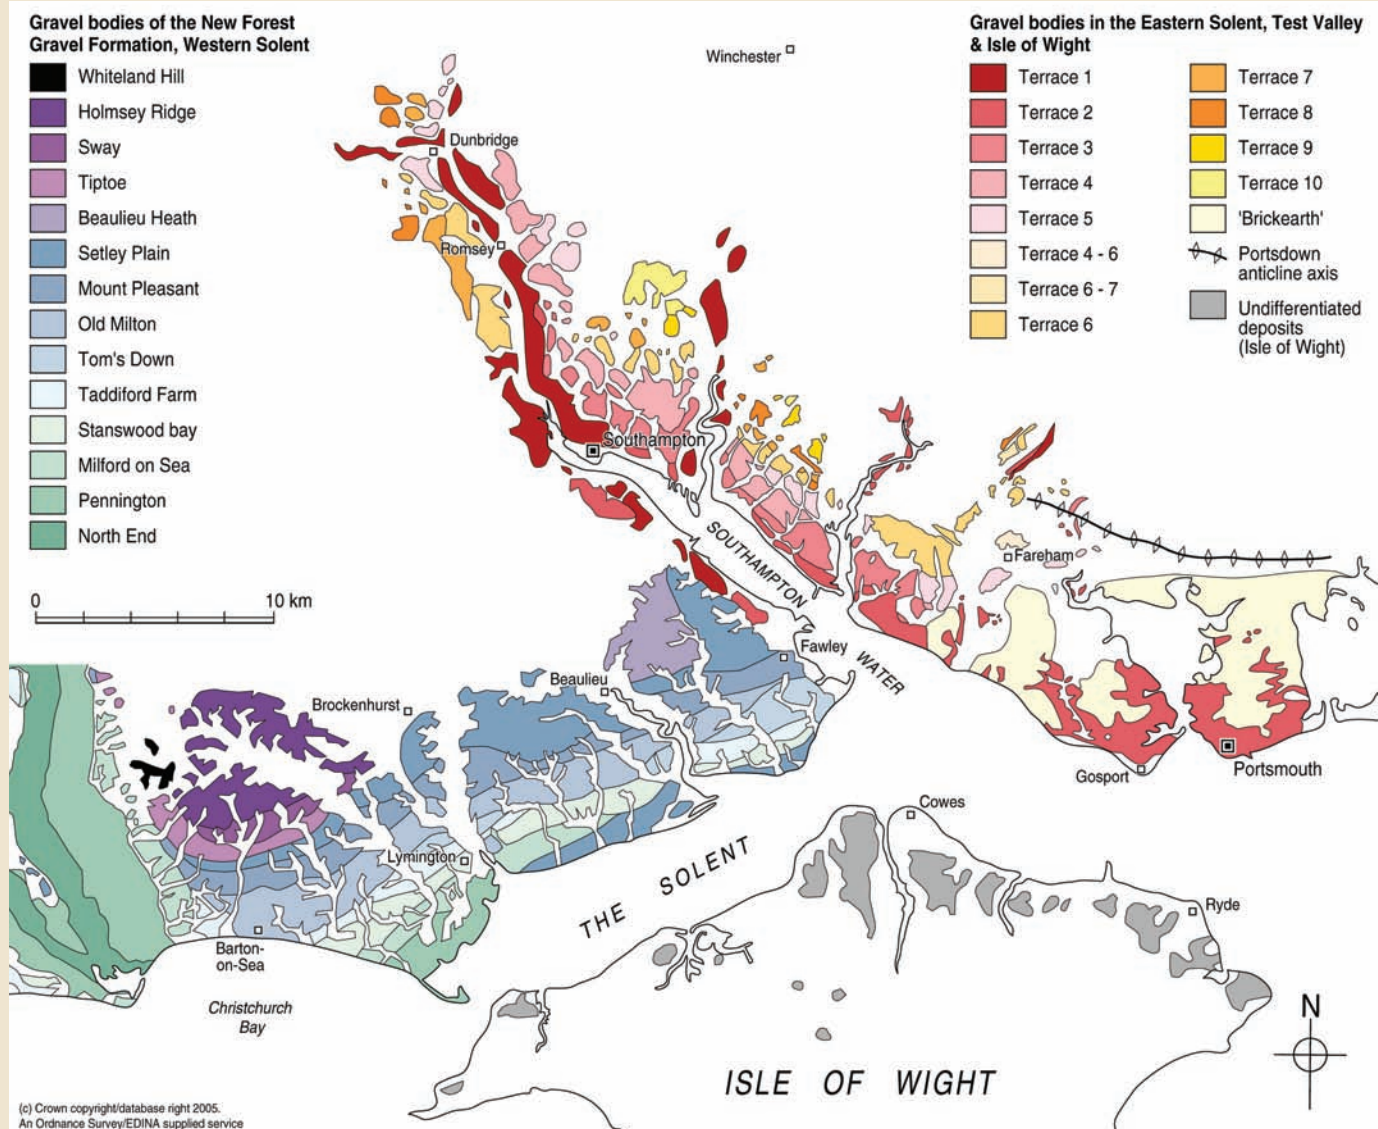 Gravel bodies of the New Forest
Gravel Formation, Western Solent
Whiteland Hill
Holmsey Ridge
Sway
Tiptoe
Beaulieu Heath
Setley Plain
Mount Pleasant
Old Milton
Tom's Down
Taddiford Farm
Stanswood bay
Milford on Sea
Pennington
North End
0 10 km
Gravel bodies in the Eastern Solent, Test Valley
& Isle of Wight
Terrace 1
Terrace 2
Terrace 3
Terrace 4
Terrace 5
Terrace 4 - 6
Terrace 6 - 7
Terrace 6
Terrace 7
Terrace 8
Terrace 9
Terrace 10
'Brickearth'
Portsdown
anticline axis
Undifferentiated
deposits
(Isle of Wight)
Winchester
Dunbridge
Romsey
Southampton
SOUTHAMPTON
WATER
Fareham
Fawley
Beaulieu
Brockenhurst
Gosport
Portsmouth
Cowes
Lymington
THE SOLENT
Ryde
Barton-
on-Sea
Christchurch
Bay
N
ISLE OF WIGHT
(c) Crown copyright/database right 2005.
An Ordnance Survey/EDINA supplied service